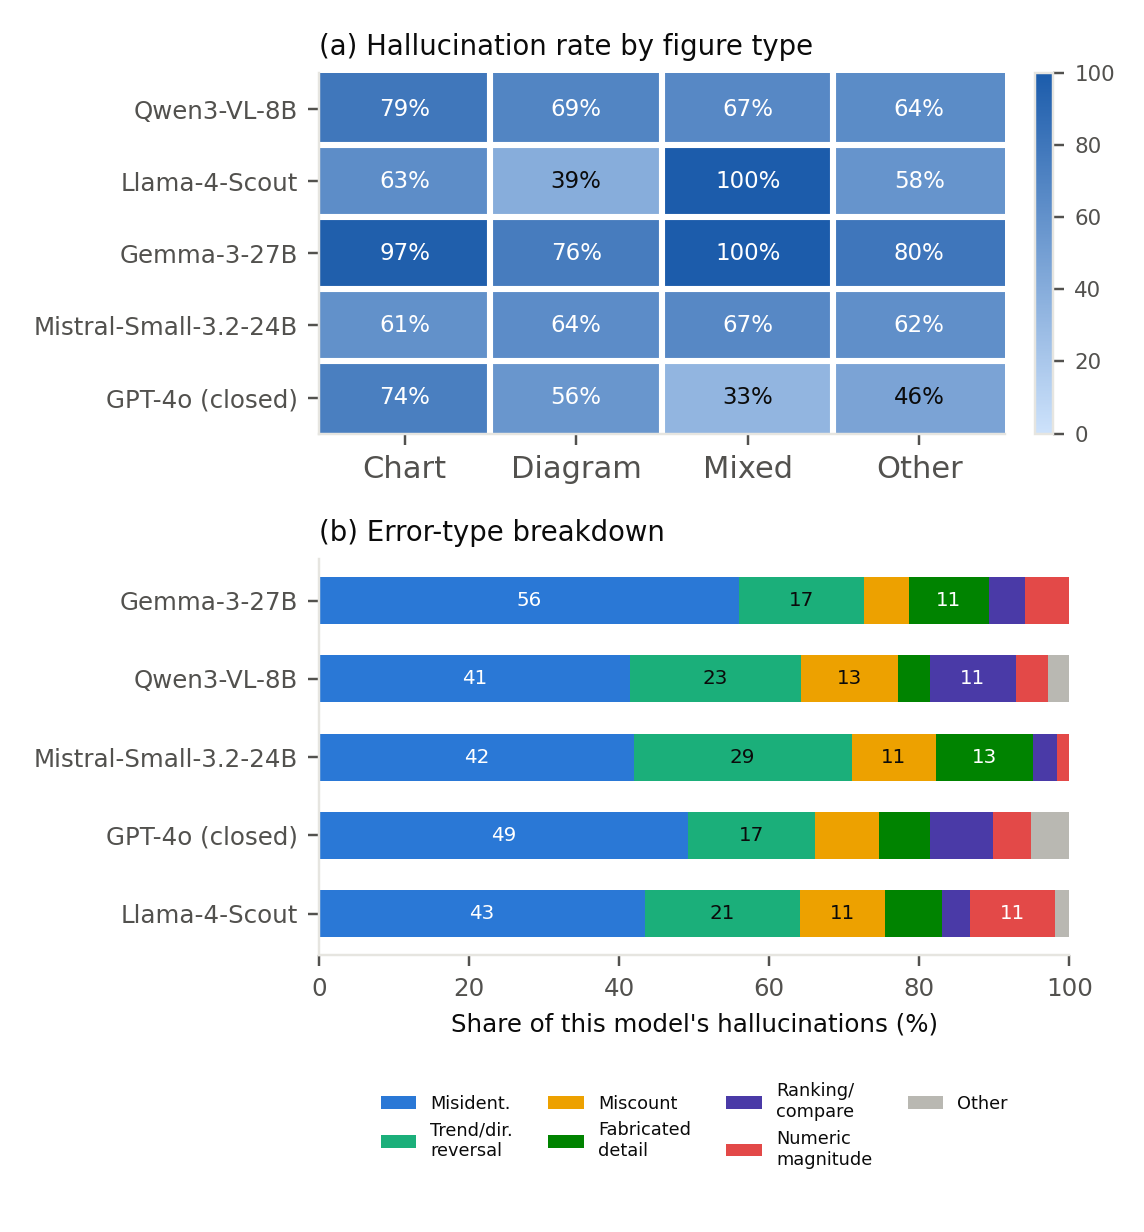 (a) Hallucination rate by figure type
Qwen3-VL-8B 79% 69% 67% 64%
Llama-4-Scout 63% 39% 100% 58%
Gemma-3-27B 97% 76% 100% 80%
Mistral-Small-3.2-24B 61% 64% 67% 62%
GPT-4o (closed) 74% 56% 33% 46%
Chart Diagram Mixed Other
100
80
60
40
20
0
(b) Error-type breakdown
Gemma-3-27B 56 17 11
Qwen3-VL-8B 41 23 13 11
Mistral-Small-3.2-24B 42 29 11 13
GPT-4o (closed) 49 17
Llama-4-Scout 43 21 11 11
0 20 40 60 80 100
Share of this model's hallucinations (%)
Misident.
Trend/dir.
reversal
Miscount
Fabricated
detail
Ranking/
compare
Numeric
magnitude
Other